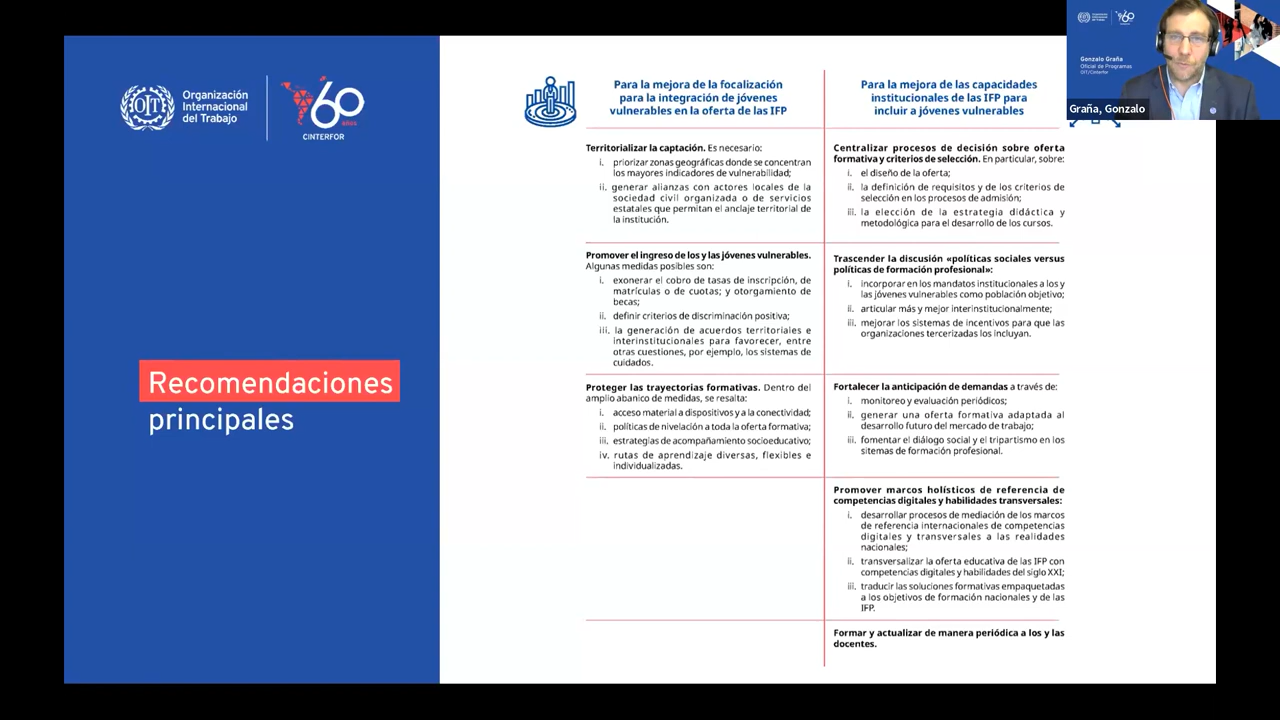 Organización
Internacional
del Trabajo
60
años
CINTERFOR
Recomendaciones
principales
Para la mejora de la focalización
para la integración de jóvenes
vulnerables en la oferta de las IFP
Territorializar la captación. Es necesario:
i. priorizar zonas geográficas donde se concentran
los mayores indicadores de vulnerabilidad;
ii. generar alianzas con actores locales de la
sociedad civil organizada o de servicios
estatales que permitan el anclaje territorial de
la institución.
Promover el ingreso de los y las jóvenes vulnerables.
Algunas medidas posibles son:
i. exonerar el cobro de tasas de inscripción, de
matrículas o de cuotas; y otorgamiento de
becas;
ii. definir criterios de discriminación positiva;
iii. la generación de acuerdos territoriales e
interinstitucionales para favorecer, entre
otras cuestiones, por ejemplo, los sistemas de
cuidados.
Proteger las trayectorias formativas. Dentro del
amplio abanico de medidas, se resalta:
i. acceso material a dispositivos y a la conectividad;
ii. políticas de nivelación a toda la oferta formativa;
iii. estrategias de acompañamiento socioeducativo;
iv. rutas de aprendizaje diversas, flexibles e
individualizadas.
Para la mejora de las capacidades
institucionales de las IFP para
incluir a jóvenes vulnerables
Centralizar procesos de decisión sobre oferta
formativa y criterios de selección. En particular, sobre:
i. el diseño de la oferta;
ii. la definición de requisitos y de los criterios de
selección en los procesos de admisión;
iii. la elección de la estrategia didáctica y
metodológica para el desarrollo de los cursos.
Trascender la discusión «políticas sociales versus
políticas de formación profesional»:
i. incorporar en los mandatos institucionales a los y
las jóvenes vulnerables como población objetivo;
ii. articular más y mejor interinstitucionalmente;
iii. mejorar los sistemas de incentivos para que las
organizaciones tercerizadas los incluyan.
Fortalecer la anticipación de demandas a través de:
i. monitoreo y evaluación periódicos;
ii. generar una oferta formativa adaptada al
desarrollo futuro del mercado de trabajo;
iii. fomentar el diálogo social y el tripartismo en los
sitemas de formación profesional.
Promover marcos holísticos de referencia de
competencias digitales y habilidades transversales:
i. desarrollar procesos de mediación de los marcos
de referencia internacionales de competencias
digitales y transversales a las realidades
nacionales;
ii. transversalizar la oferta educativa de las IFP con
competencias digitales y habilidades del siglo XXI;
iii. traducir las soluciones formativas empaquetadas
a los objetivos de formación nacionales y de las
IFP.
Formar y actualizar de manera periódica a los y las
docentes.
60
Gonzalo Graña
Oficial de Programas
OIT/Cinterfor
Graña, Gonzalo